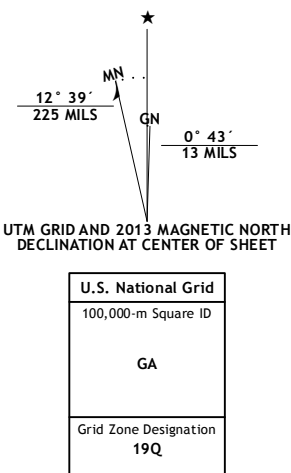 ★
MN
12° 39´
225 MILS
GN
0° 43´
13 MILS
UTM GRID AND 2013 MAGNETIC NORTH
DECLINATION AT CENTER OF SHEET
U.S. National Grid
100,000-m Square ID
GA
Grid Zone Designation
19Q